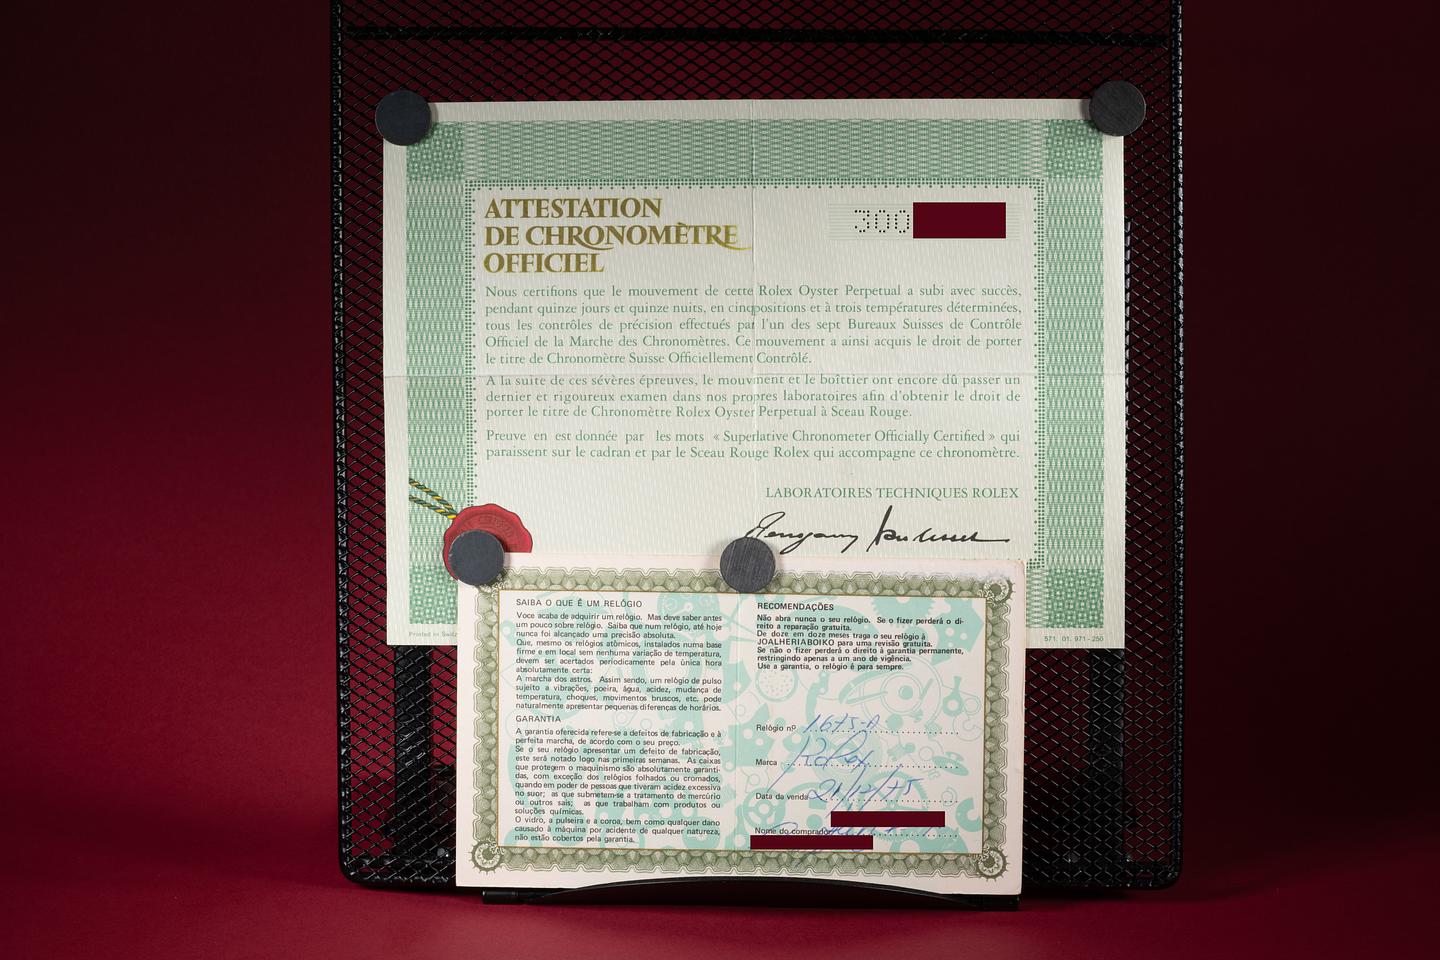 ATTESTATION
DE CHRONOMÈTRE
OFFICIEL
300
Nous certifions que le mouvement de cette Rolex Oyster Perpetual a subi avec succès,
pendant quinze jours et quinze nuits, en cinq positions et à trois températures déterminées,
tous les contrôles de précision effectués par l'un des sept Bureaux Suisses de Contrôle
Officiel de la Marche des Chronomètres. Ce mouvement a ainsi acquis le droit de porter
le titre de Chronomètre Suisse Officiellement Contrôlé.
A la suite de ces sévères épreuves, le mouvement et le boîtier ont encore dû passer un
dernier et rigoureux examen dans nos propres laboratoires afin d'obtenir le droit de
porter le titre de Chronomètre Rolex Oyster Perpetual à Sceau Rouge.
Preuve en est donnée par les mots « Superlative Chronometer Officially Certified » qui
paraissent sur le cadran et par le Sceau Rouge Rolex qui accompagne ce chronomètre.
LABORATOIRES TECHNIQUES ROLEX
Printed in Switz
571. 01. 971 - 250
SAIBA O QUE É UM RELÓGIO
Voce acaba de adquirir um relógio. Mas deve saber antes
um pouco sobre relógio. Saiba que num relógio, até hoje
nunca foi alcançado uma precisão absoluta.
Que, mesmo os relógios atômicos, instalados numa base
firme e em local sem nenhuma variação de temperatura,
devem ser acertados periodicamente pela única hora
absolutamente certa:
A marcha dos astros. Assim sendo, um relógio de pulso
sujeito a vibrações, poeira, água, acidez, mudança de
temperatura, choques, movimentos bruscos, etc. pode
naturalmente apresentar pequenas diferenças de horários.
GARANTIA
A garantia oferecida refere-se a defeitos de fabricação e à
perfeita marcha, de acordo com o seu preço.
Se o seu relógio apresentar um defeito de fabricação,
este será notado logo nas primeiras semanas. As caixas
que protegem o maquinismo são absolutamente garanti-
das, com exceção dos relógios folhados ou cromados,
quando em poder de pessoas que tiveram acidez excessiva
no suor; as que submetem-se a tratamento de mercúrio
ou outros sais; as que trabalham com produtos ou
soluções químicas.
O vidro, a pulseira e a coroa, bem como qualquer dano
causado à máquina por acidente de qualquer natureza,
não estão cobertos pela garantia.
RECOMENDAÇÕES
Não abra nunca o seu relógio. Se o fizer perderá o di-
reito a reparação gratuita.
De doze em doze meses traga o seu relógio à
JOALHERIA BOIKO para uma revisão gratuita.
Se não o fizer perderá o direito à garantia permanente,
restringindo apenas a um ano de vigência.
Use a garantia, o relógio é para sempre.
Relógio nº 1675-0
Marca Rolex
Data da venda 21/12/75
Nome do comprador